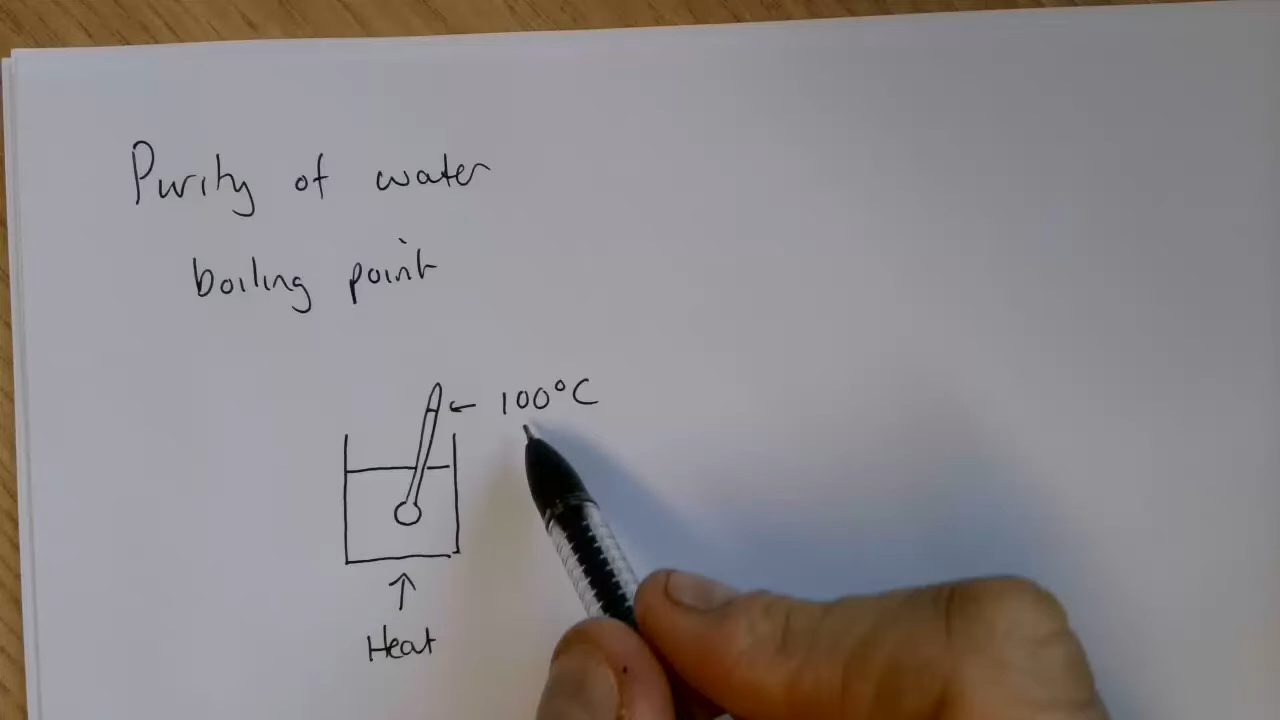 Purity of water
boiling point
← 100°C
↑
Heat